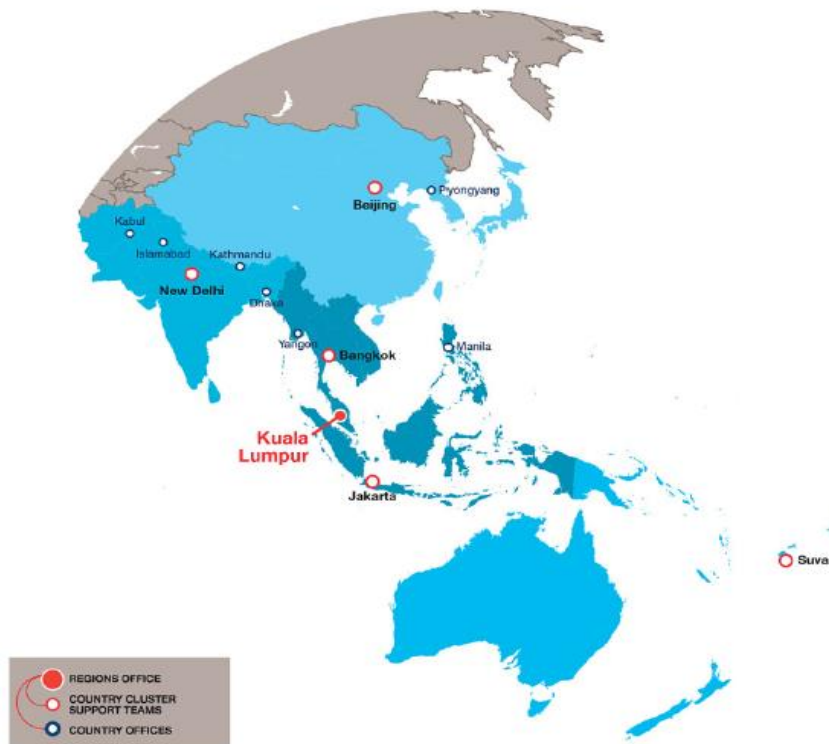 Beijing
Pyongyang
Kabul
Islamabad
Kathmandu
New Delhi
Dhaka
Yangon
Bangkok
Manila
Kuala
Lumpur
Jakarta
Suva
REGIONS OFFICE
COUNTRY CLUSTER
SUPPORT TEAMS
COUNTRY OFFICES